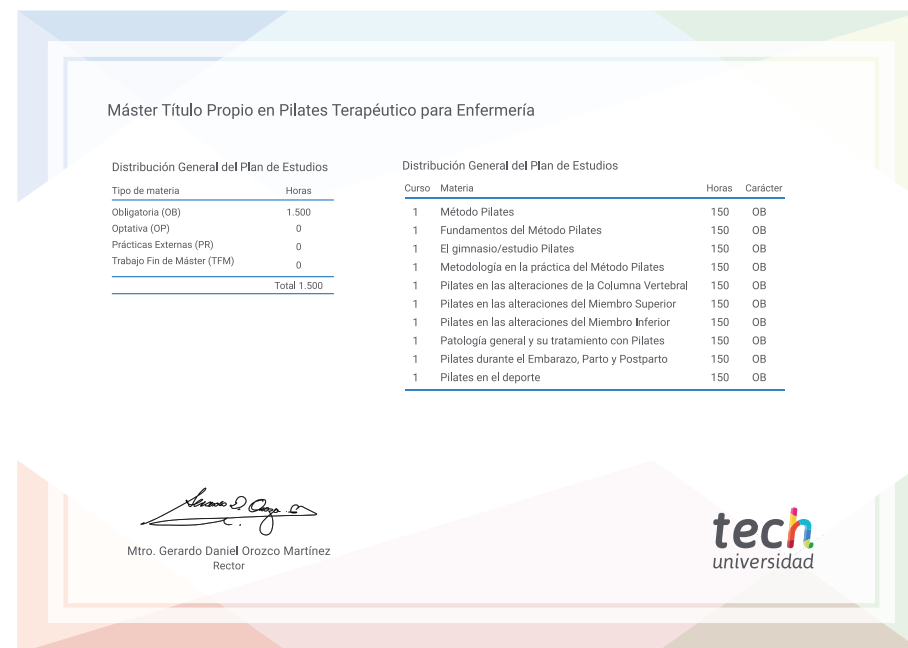 Máster Título Propio en Pilates Terapéutico para Enfermería
Distribución General del Plan de Estudios
Tipo de materia Horas
Obligatoria (OB) 1.500
Optativa (OP) 0
Prácticas Externas (PR) 0
Trabajo Fin de Máster (TFM) 0
Total 1.500
Distribución General del Plan de Estudios
Curso Materia Horas Carácter
1 Método Pilates 150 OB
1 Fundamentos del Método Pilates 150 OB
1 El gimnasio/estudio Pilates 150 OB
1 Metodología en la práctica del Método Pilates 150 OB
1 Pilates en las alteraciones de la Columna Vertebral 150 OB
1 Pilates en las alteraciones del Miembro Superior 150 OB
1 Pilates en las alteraciones del Miembro Inferior 150 OB
1 Patología general y su tratamiento con Pilates 150 OB
1 Pilates durante el Embarazo, Parto y Postparto 150 OB
1 Pilates en el deporte 150 OB
Mtro. Gerardo Daniel Orozco Martínez
Rector
tech
universidad